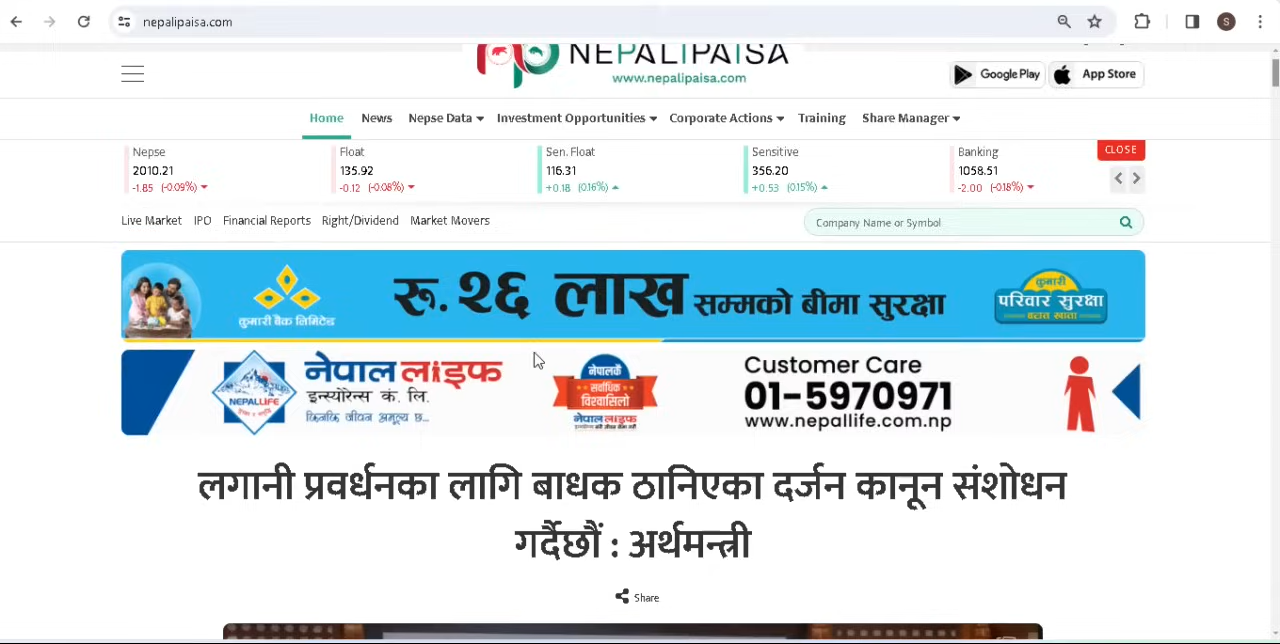 nepalipaisa.com
S
NEPALIPAISA
www.nepalipaisa.com
Google Play
App Store
Home News Nepse Data Investment Opportunities Corporate Actions Training Share Manager
Nepse Float Sen. Float Sensitive Banking
CLOSE
2010.21 135.92 116.31 356.20 1058.51
-1.85 (-0.09%) -0.12 (-0.08%) +0.18 (0.16%) +0.53 (0.15%) -2.00 (-0.18%)
Live Market IPO Financial Reports Right/Dividend Market Movers
Company Name or Symbol
कुमारी बैंक लिमिटेड
रू. २६ लाख सम्मको बीमा सुरक्षा
कुमारी
परिवार सुरक्षा
बचत खाता
NEPALLIFE
नेपाल लाइफ
इन्स्योरेन्स कं. लि.
किनकि जीवन अमूल्य छ...
नेपालकै
सर्वाधिक
विश्वासिलो
नेपाल लाइफ
Customer Care
01-5970971
www.nepallife.com.np
लगानी प्रवर्धनका लागि बाधक ठानिएका दर्जन कानून संशोधन
गर्दैछौं : अर्थमन्त्री
Share